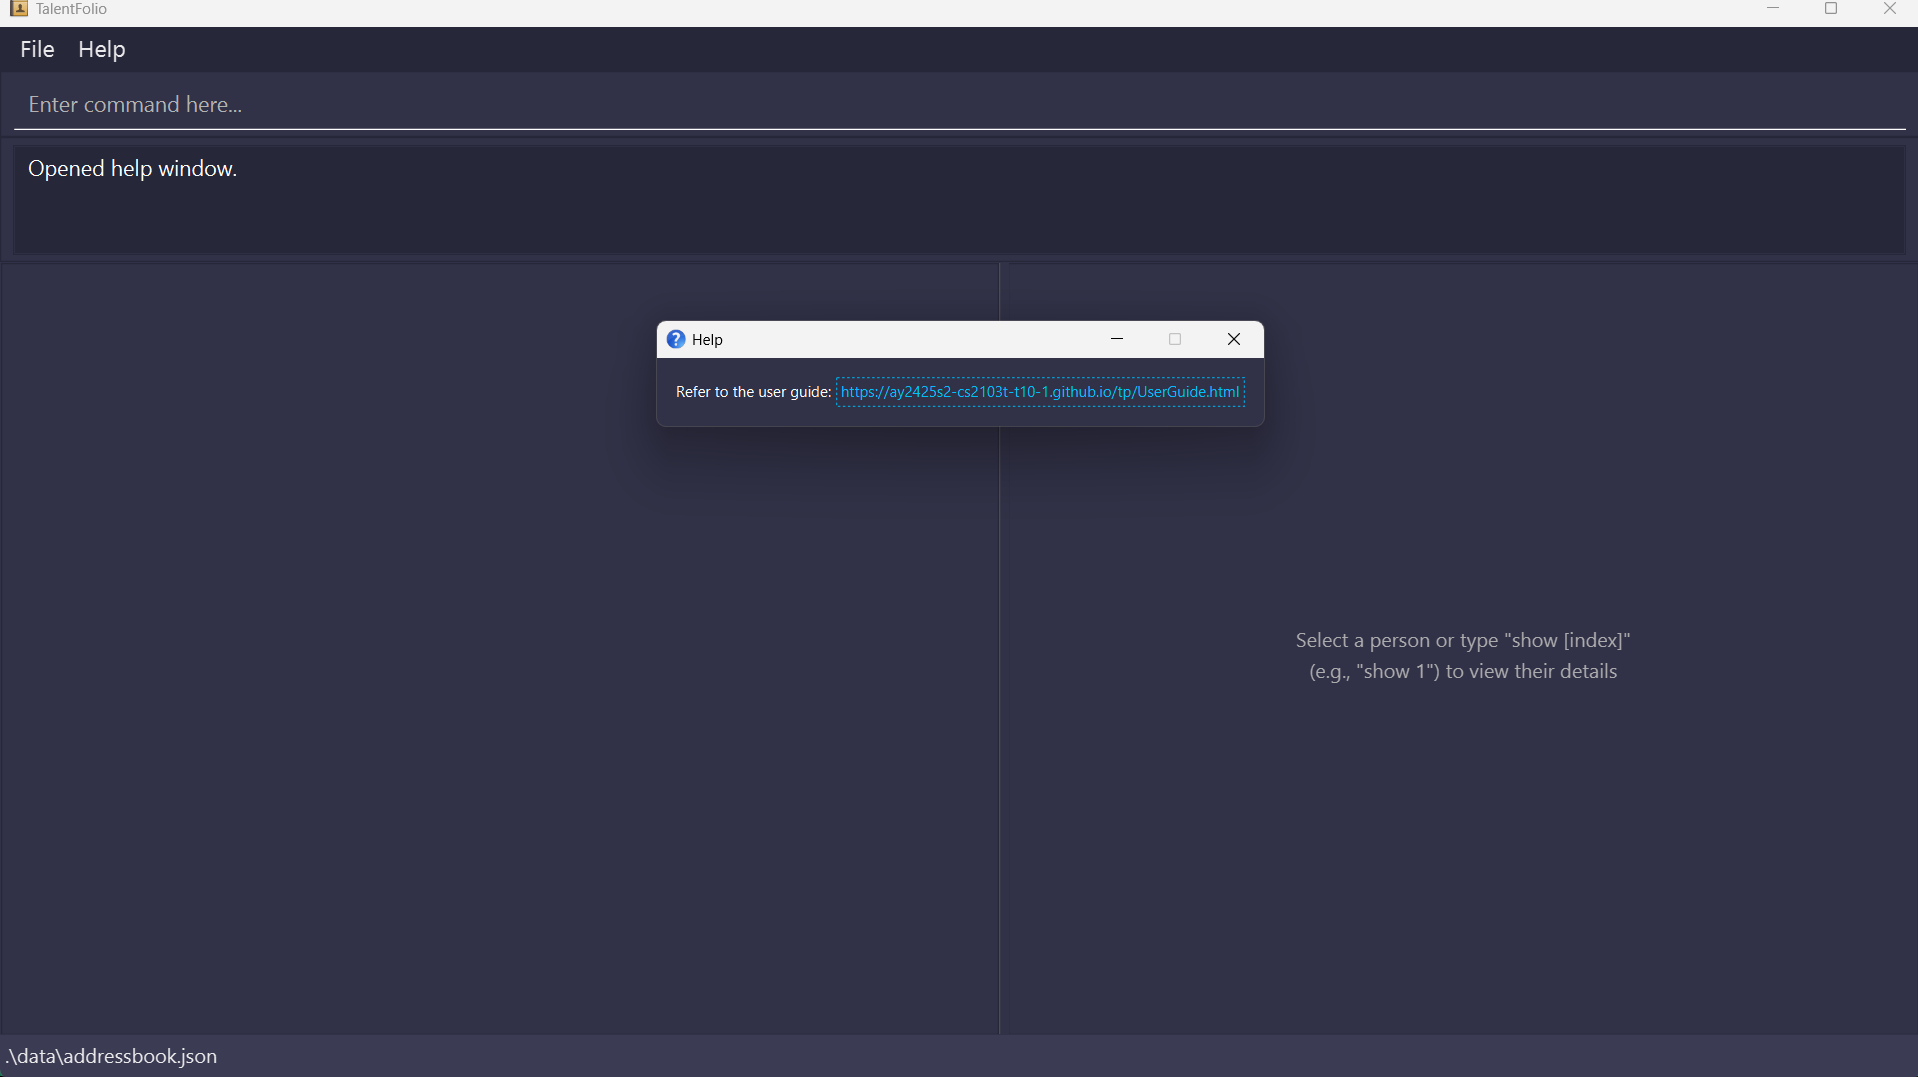 TalentFolio
File Help
Enter command here...
Opened help window.
Help
Refer to the user guide: https://ay2425s2-cs2103t-t10-1.github.io/tp/UserGuide.html
Select a person or type "show [index]"
(e.g., "show 1") to view their details
.\data\addressbook.json